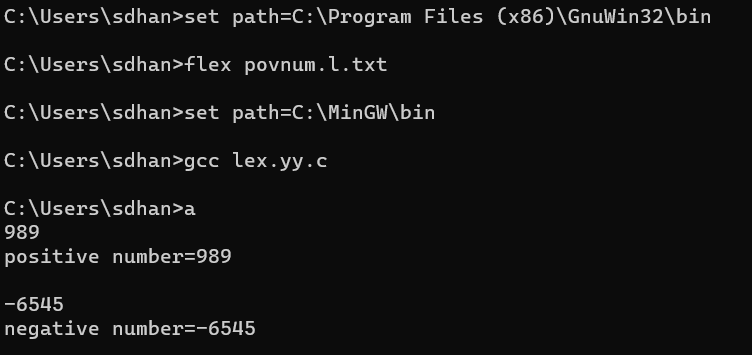 C:\Users\sdhan>set path=C:\Program Files (x86)\GnuWin32\bin
C:\Users\sdhan>flex povnum.l.txt
C:\Users\sdhan>set path=C:\MinGW\bin
C:\Users\sdhan>gcc lex.yy.c
C:\Users\sdhan>a
989
positive number=989
-6545
negative number=-6545